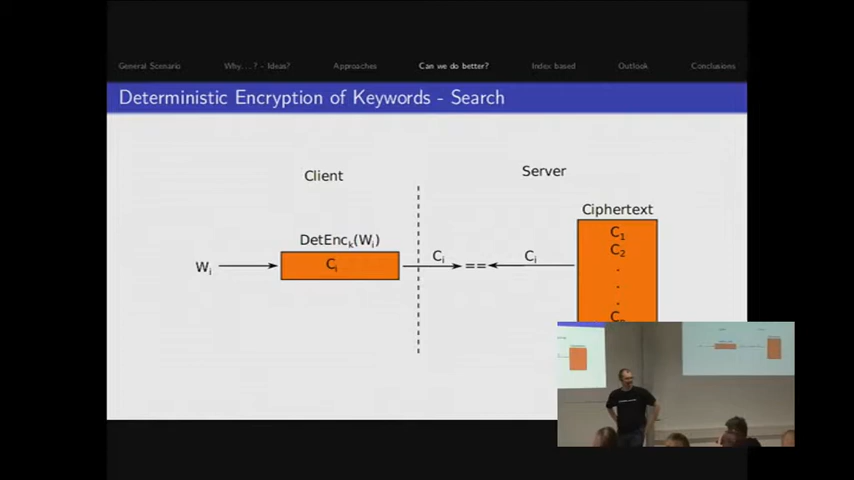 General Scenario Why. . . ? - Ideas? Approaches Can we do better? Index based Outlook Conclusions
Deterministic Encryption of Keywords - Search
Client
Server
Ciphertext
DetEnck(Wi)
Wi
Ci
Ci
==
Ci
C1
C2
.
.
.